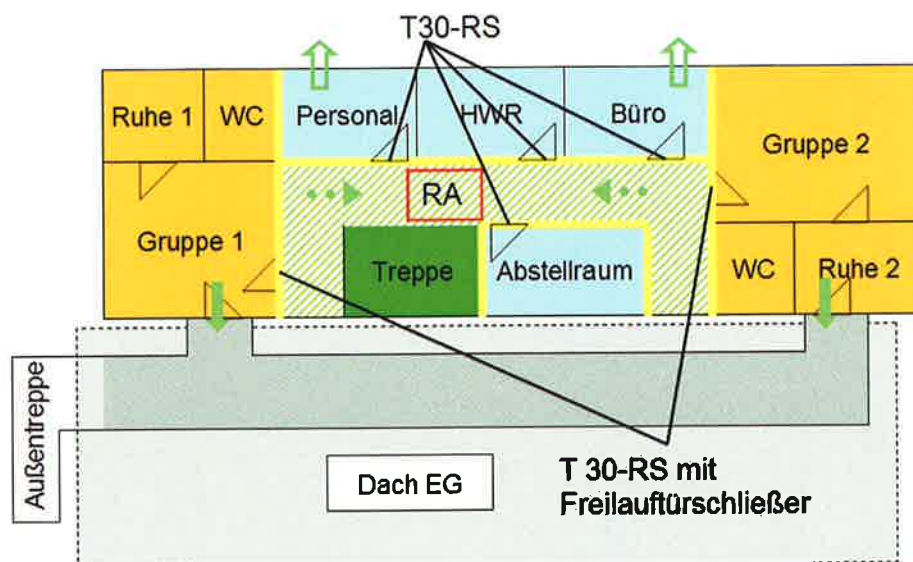 T30-RS
Ruhe 1
WC
Personal
HWR
Büro
Gruppe 2
RA
Gruppe 1
Treppe
Abstellraum
WC
Ruhe 2
Außentreppe
Dach EG
T 30-RS mit
Freilauftürschließer